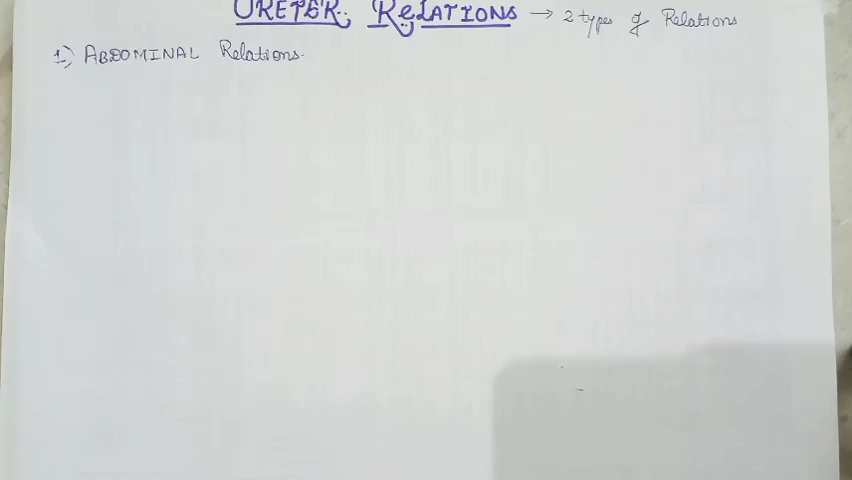 URETER RELATIONS → 2 types of Relations
1) ABDOMINAL Relations.